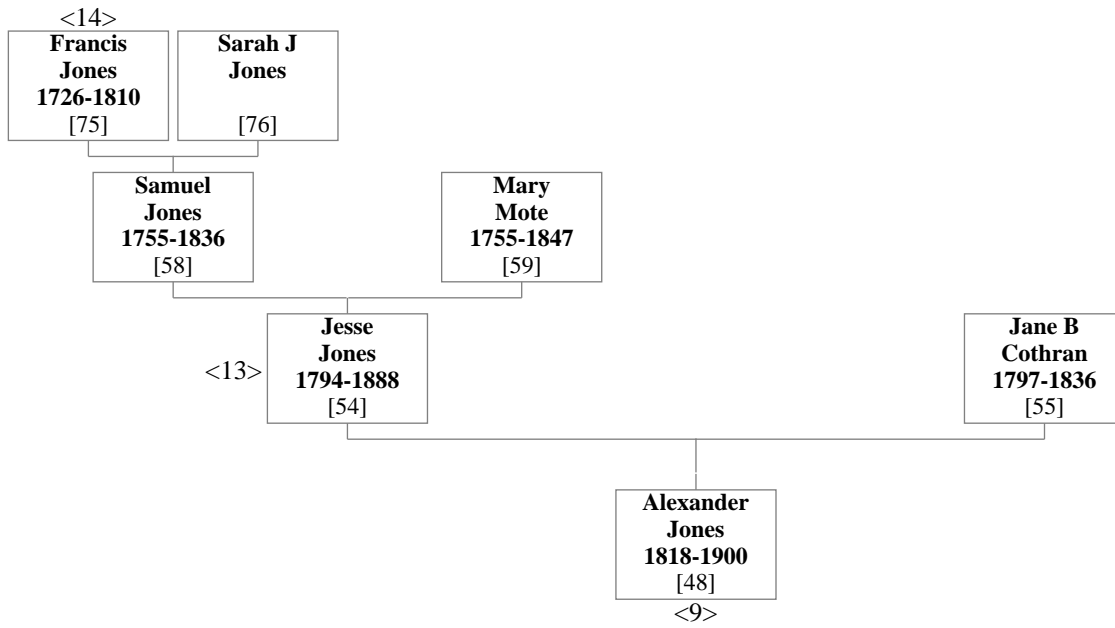 <14>
Francis
Jones
1726-1810
[75]
Sarah J
Jones
[76]
Samuel
Jones
1755-1836
[58]
Mary
Mote
1755-1847
[59]
<13>
Jesse
Jones
1794-1888
[54]
Jane B
Cothran
1797-1836
[55]
Alexander
Jones
1818-1900
[48]
<9>